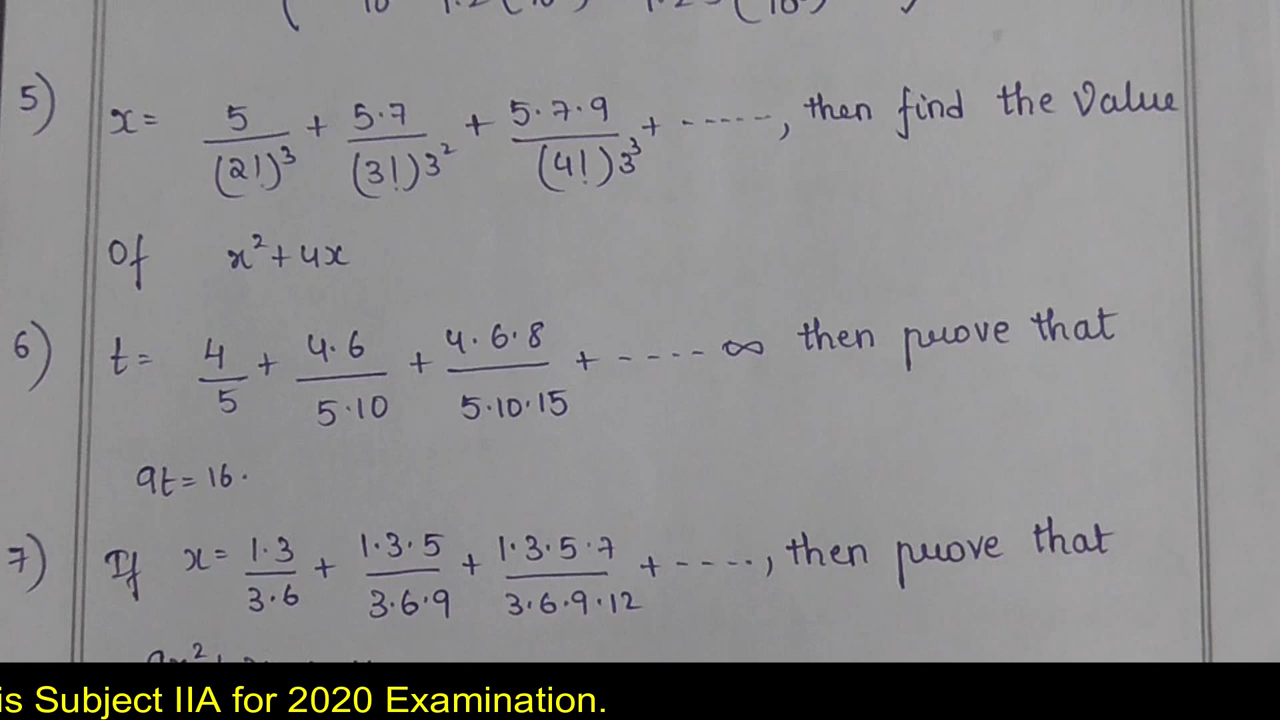 5) x = 5/(2!)^3 + 5·7/(3!)3^2 + 5·7·9/(4!)3^3 + -----, then find the Value
Of x^2 + 4x
6) t = 4/5 + 4·6/5·10 + 4·6·8/5·10·15 + ----- ∞ then prove that
9t = 16.
7) If x = 1·3/3·6 + 1·3·5/3·6·9 + 1·3·5·7/3·6·9·12 + ----., then prove that
is Subject IIA for 2020 Examination.